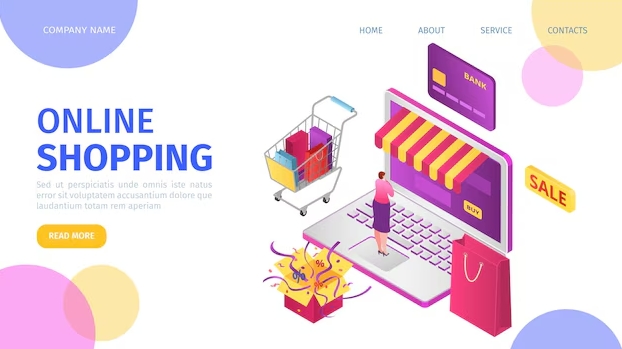 COMPANY NAME
HOME ABOUT SERVICE CONTACTS
ONLINE
SHOPPING
Sed ut perspiciatis unde omnis iste natus
error sit voluptatem accusantium dolore que
laudantium totam rem aperiam
READ MORE
BANK
BUY
SALE
%
%
%